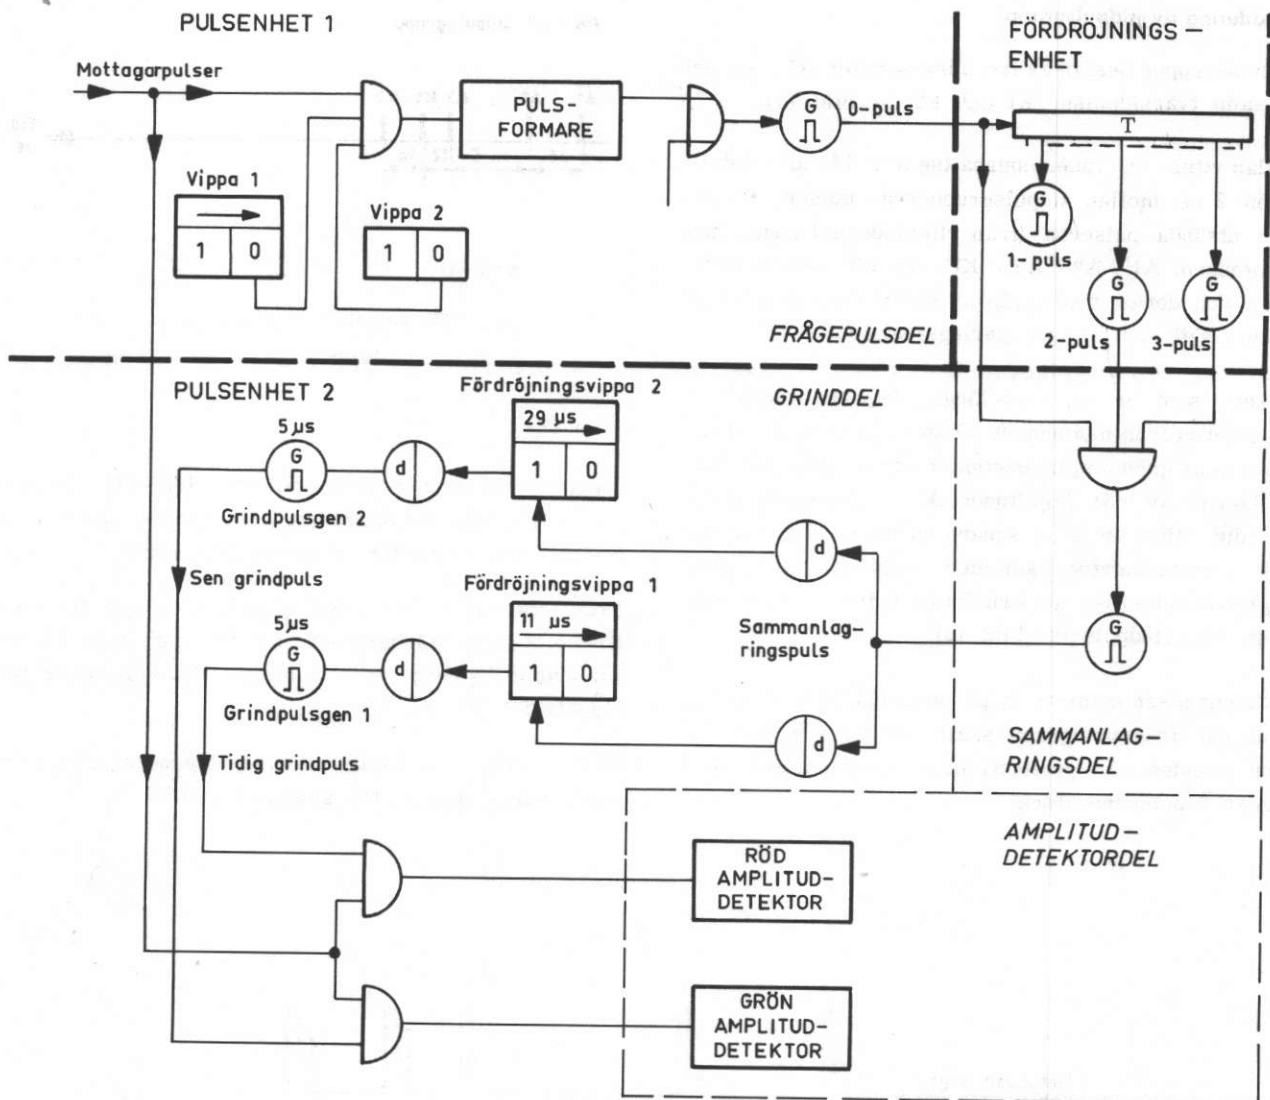 PULSENHET 1
Mottagarpulser
Vippa 1
1 0
Vippa 2
1 0
PULS-
FORMARE
G
0-puls
FÖRDRÖJNINGS-
ENHET
T
G
1-puls
G
2-puls
G
3-puls
FRÅGEPULSDEL
PULSENHET 2
GRINDDEL
Fördröjningsvippa 2
29 µs
1 0
d
5 µs
G
Grindpulsgen 2
d
Sen grindpuls
Fördröjningsvippa 1
11 µs
1 0
d
5 µs
G
Grindpulsgen 1
d
Sammanlag-
ringspuls
G
Tidig grindpuls
SAMMANLAG-
RINGSDEL
AMPLITUD-
DETEKTORDEL
RÖD
AMPLITUD-
DETEKTOR
GRÖN
AMPLITUD-
DETEKTOR